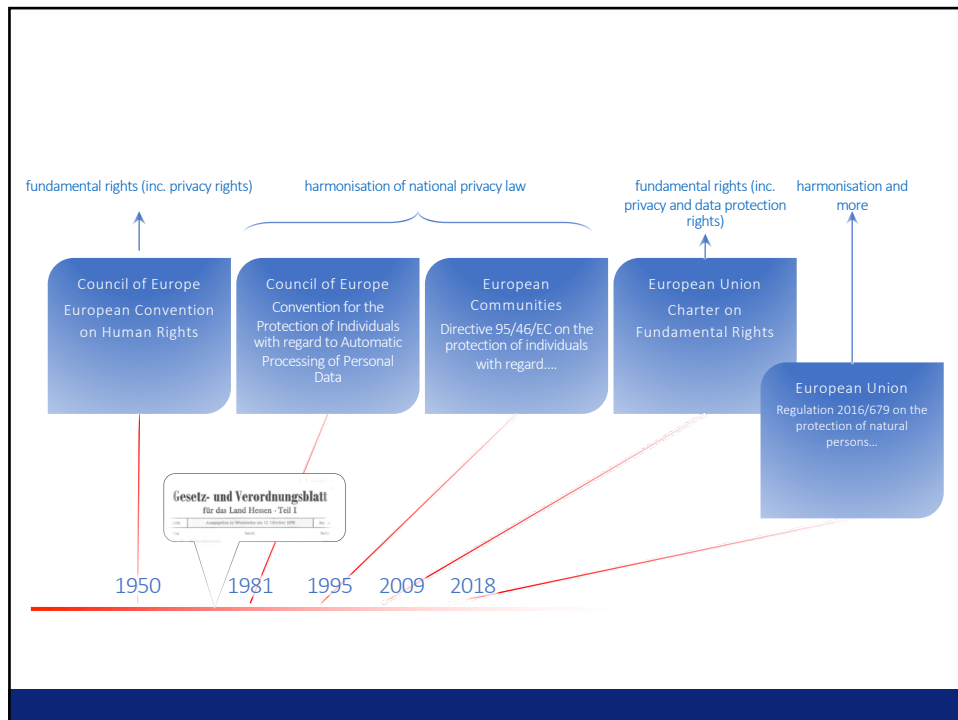 fundamental rights (inc. privacy rights)
harmonisation of national privacy law
fundamental rights (inc.
privacy and data protection
rights)
harmonisation and
more
Council of Europe
European Convention
on Human Rights
Council of Europe
Convention for the
Protection of Individuals
with regard to Automatic
Processing of Personal
Data
European
Communities
Directive 95/46/EC on the
protection of individuals
with regard....
European Union
Charter on
Fundamental Rights
European Union
Regulation 2016/679 on the
protection of natural
persons...
Gesetz- und Verordnungsblatt
für das Land Hessen · Teil I
1950
1981
1995
2009
2018